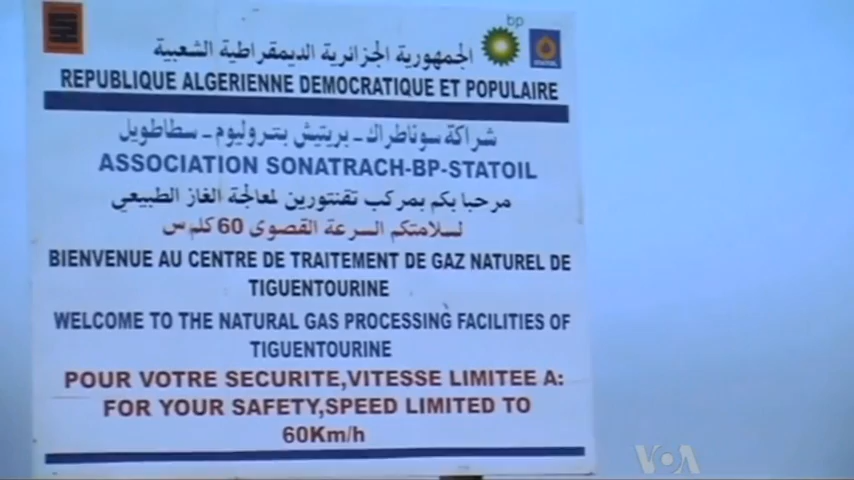 bp
STATOIL
الجمهورية الجزائرية الديمقراطية الشعبية
REPUBLIQUE ALGERIENNE DEMOCRATIQUE ET POPULAIRE
شراكة سوناطراك ـ بريتيش بتروليوم ـ سطاطويل
ASSOCIATION SONATRACH-BP-STATOIL
مرحبا بكم بمركب تقنتورين لمعالجة الغاز الطبيعي
لسلامتكم السرعة القصوى 60 كلم س
BIENVENUE AU CENTRE DE TRAITEMENT DE GAZ NATUREL DE
TIGUENTOURINE
WELCOME TO THE NATURAL GAS PROCESSING FACILITIES OF
TIGUENTOURINE
POUR VOTRE SECURITE,VITESSE LIMITEE A:
FOR YOUR SAFETY,SPEED LIMITED TO
60Km/h
VOA